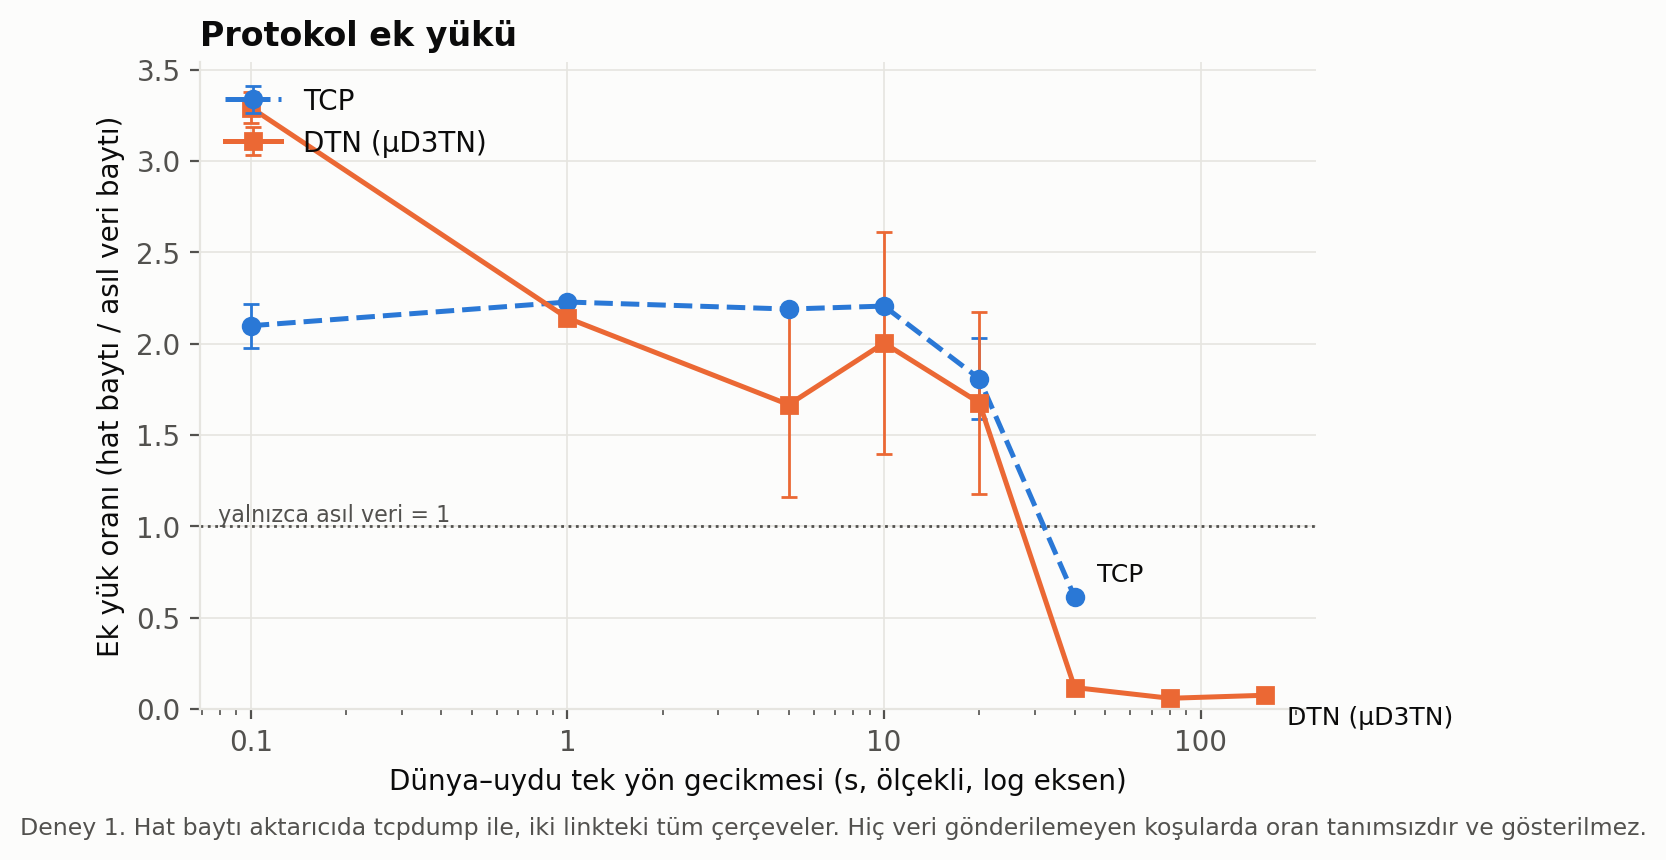 Protokol ek yükü
Ek yük oranı (hat baytı / asıl veri baytı)
3.5
3.0
2.5
2.0
1.5
1.0
0.5
0.0
TCP
DTN (μD3TN)
yalnızca asıl veri = 1
TCP
DTN (μD3TN)
0.1
1
10
100
Dünya–uydu tek yön gecikmesi (s, ölçekli, log eksen)
Deney 1. Hat baytı aktarıcıda tcpdump ile, iki linkteki tüm çerçeveler. Hiç veri gönderilemeyen koşularda oran tanımsızdır ve gösterilmez.